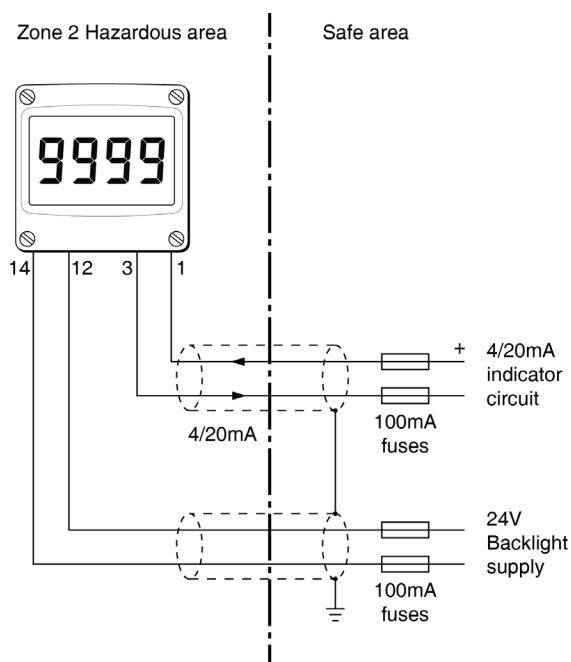 Zone 2 Hazardous area
Safe area
9999
14
12
3
1
+
4/20mA
indicator
circuit
4/20mA
100mA
fuses
24V
Backlight
supply
100mA
fuses